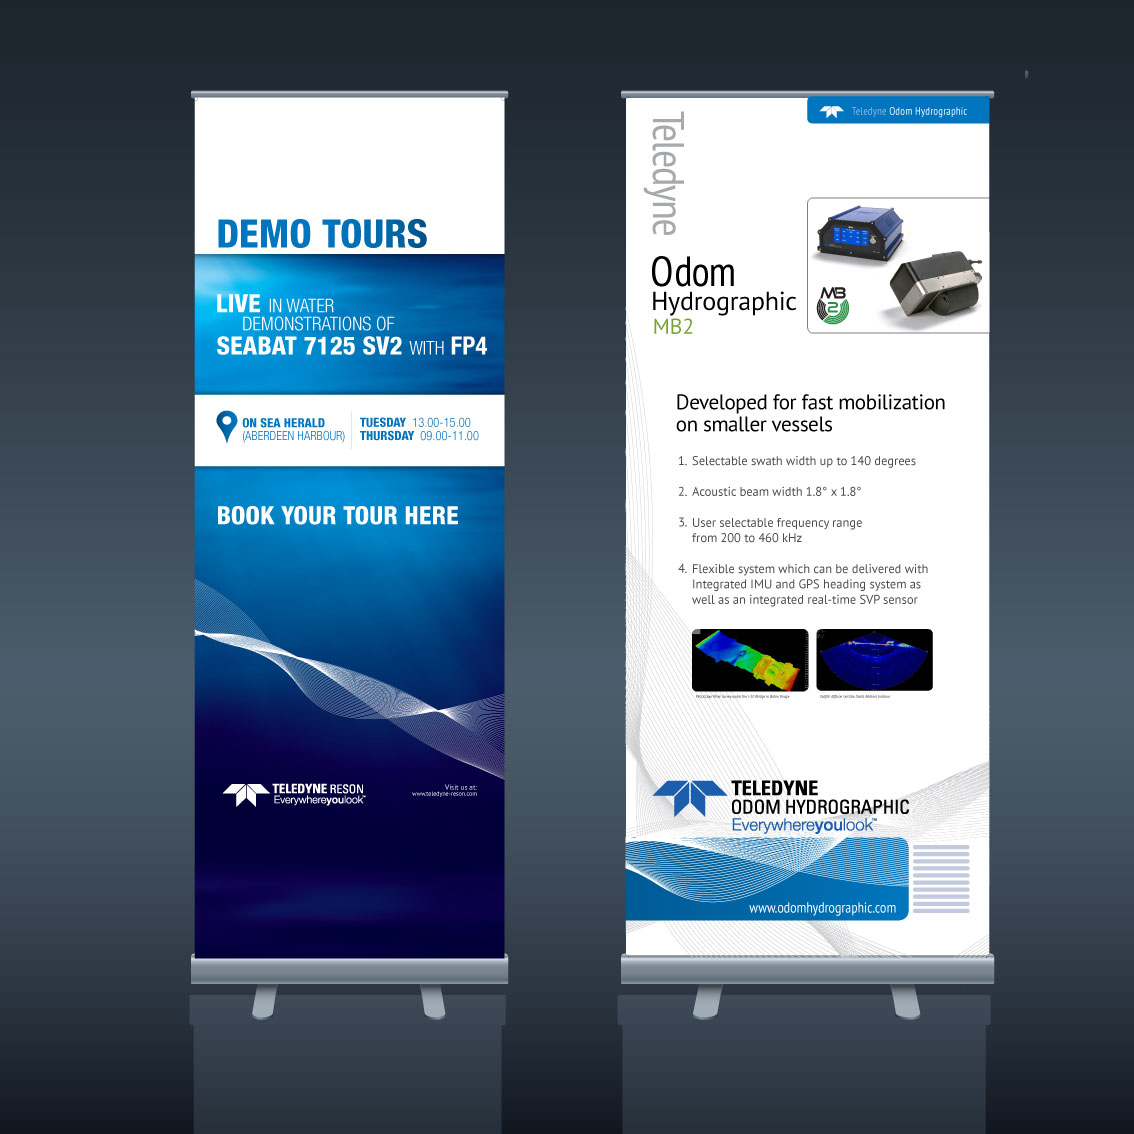 DEMO TOURS
LIVE IN WATER
DEMONSTRATIONS OF
SEABAT 7125 SV2 WITH FP4
ON SEA HERALD
(ABERDEEN HARBOUR)
TUESDAY 13.00-15.00
THURSDAY 09.00-11.00
BOOK YOUR TOUR HERE
TELEDYNE RESON
Everywhereyoulook™
Visit us at:
www.teledyne-reson.com
Teledyne Odom Hydrographic
Teledyne
Odom
Hydrographic
MB2
MB
2
Developed for fast mobilization
on smaller vessels
1. Selectable swath width up to 140 degrees
2. Acoustic beam width 1.8° x 1.8°
3. User selectable frequency range
from 200 to 460 kHz
4. Flexible system which can be delivered with
Integrated IMU and GPS heading system as
well as an integrated real-time SVP sensor
TELEDYNE
ODOM HYDROGRAPHIC
Everywhereyoulook™
www.odomhydrographic.com